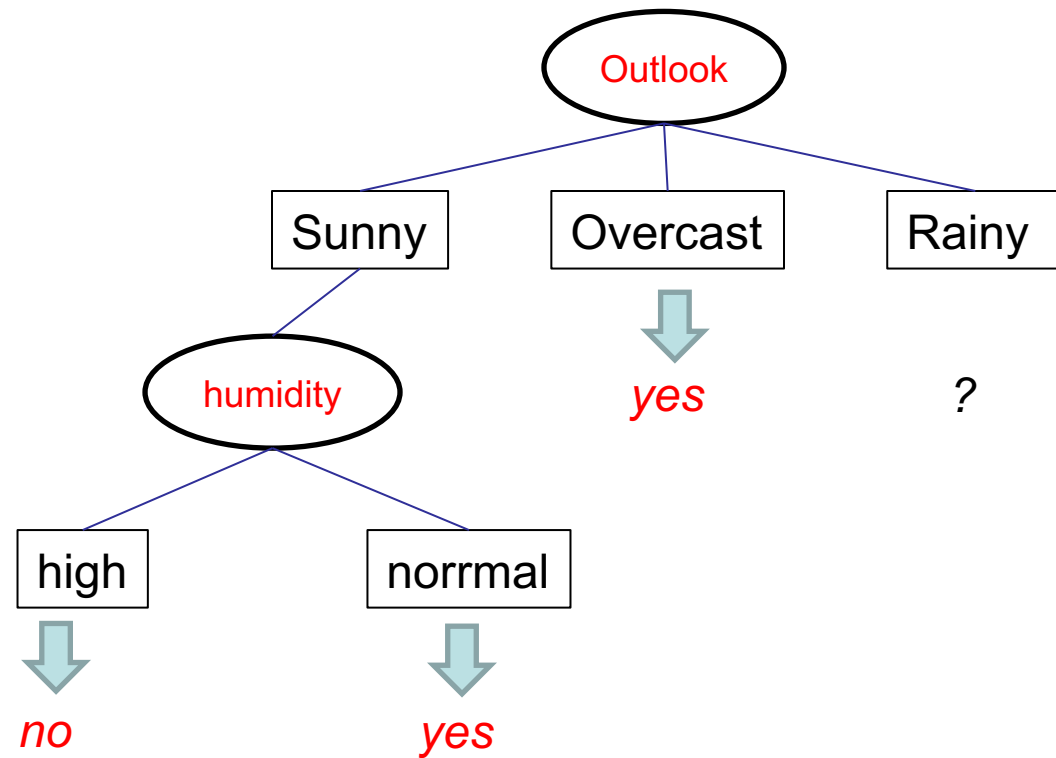 Outlook
Sunny Overcast Rainy
humidity yes ?
high norrmal
no yes